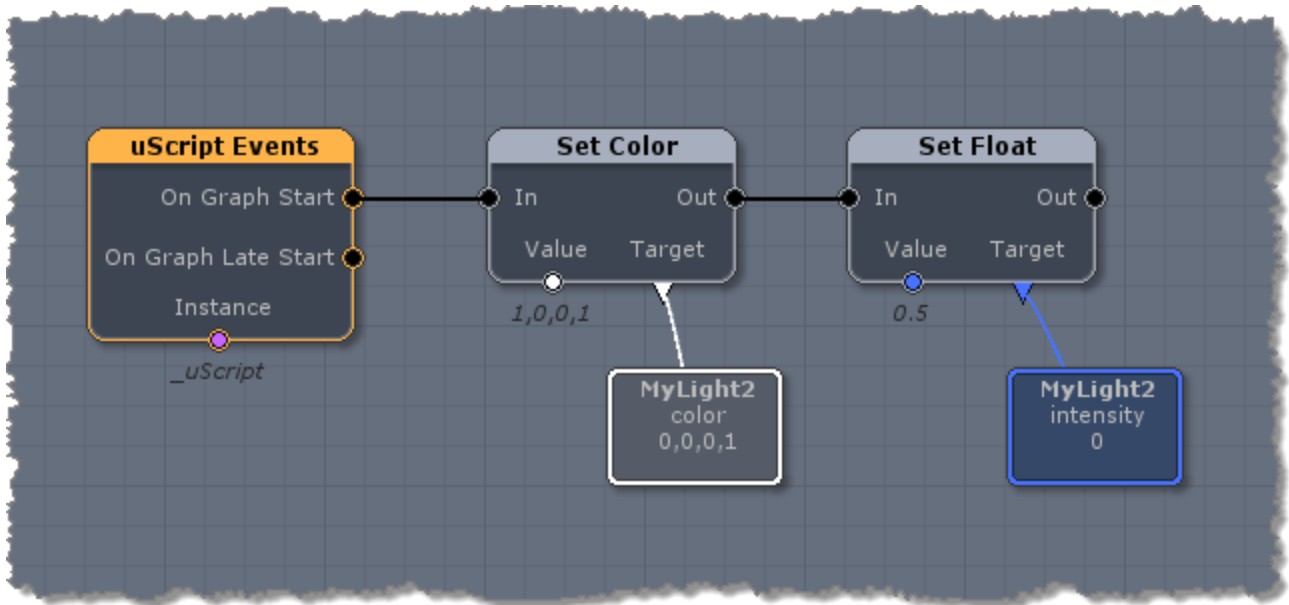 uScript Events
On Graph Start
On Graph Late Start
Instance
_uScript
Set Color
In Out
Value Target
1,0,0,1
MyLight2
color
0,0,0,1
Set Float
In Out
Value Target
0.5
MyLight2
intensity
0